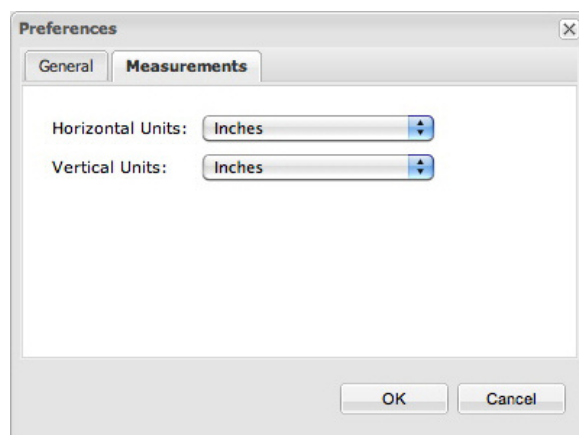 Preferences
General Measurements
Horizontal Units: Inches
Vertical Units: Inches
OK Cancel